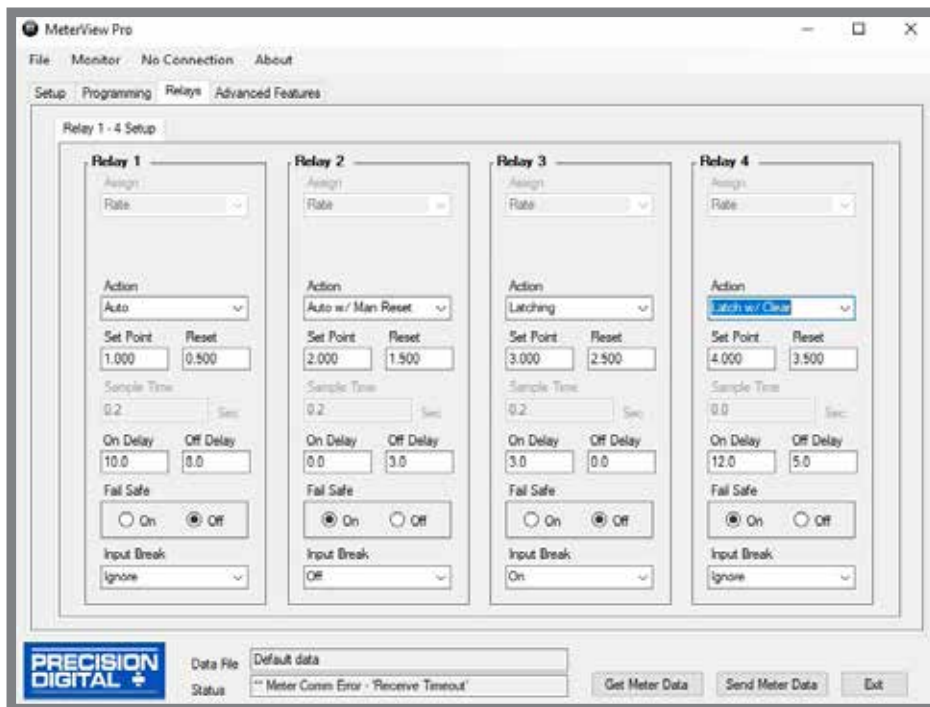 MeterView Pro
File Monitor No Connection About
Setup Programming Relays Advanced Features
Relay 1 - 4 Setup
Relay 1
Assign
Rate
Action
Auto
Set Point Reset
1.000 0.500
Sample Time
0.2 Sec
On Delay Off Delay
10.0 8.0
Fail Safe
On Off
Input Break
Ignore
Relay 2
Assign
Rate
Action
Auto w/ Man Reset
Set Point Reset
2.000 1.500
Sample Time
0.2 Sec
On Delay Off Delay
0.0 3.0
Fail Safe
On Off
Input Break
Off
Relay 3
Assign
Rate
Action
Latching
Set Point Reset
3.000 2.500
Sample Time
0.2 Sec
On Delay Off Delay
3.0 0.0
Fail Safe
On Off
Input Break
On
Relay 4
Assign
Rate
Action
Latch w/ Clear
Set Point Reset
4.000 3.500
Sample Time
0.0 Sec
On Delay Off Delay
12.0 5.0
Fail Safe
On Off
Input Break
Ignore
PRECISION
DIGITAL
Data File Default data
Status ** Meter Comm Error - 'Receive Timeout'
Get Meter Data Send Meter Data Exit